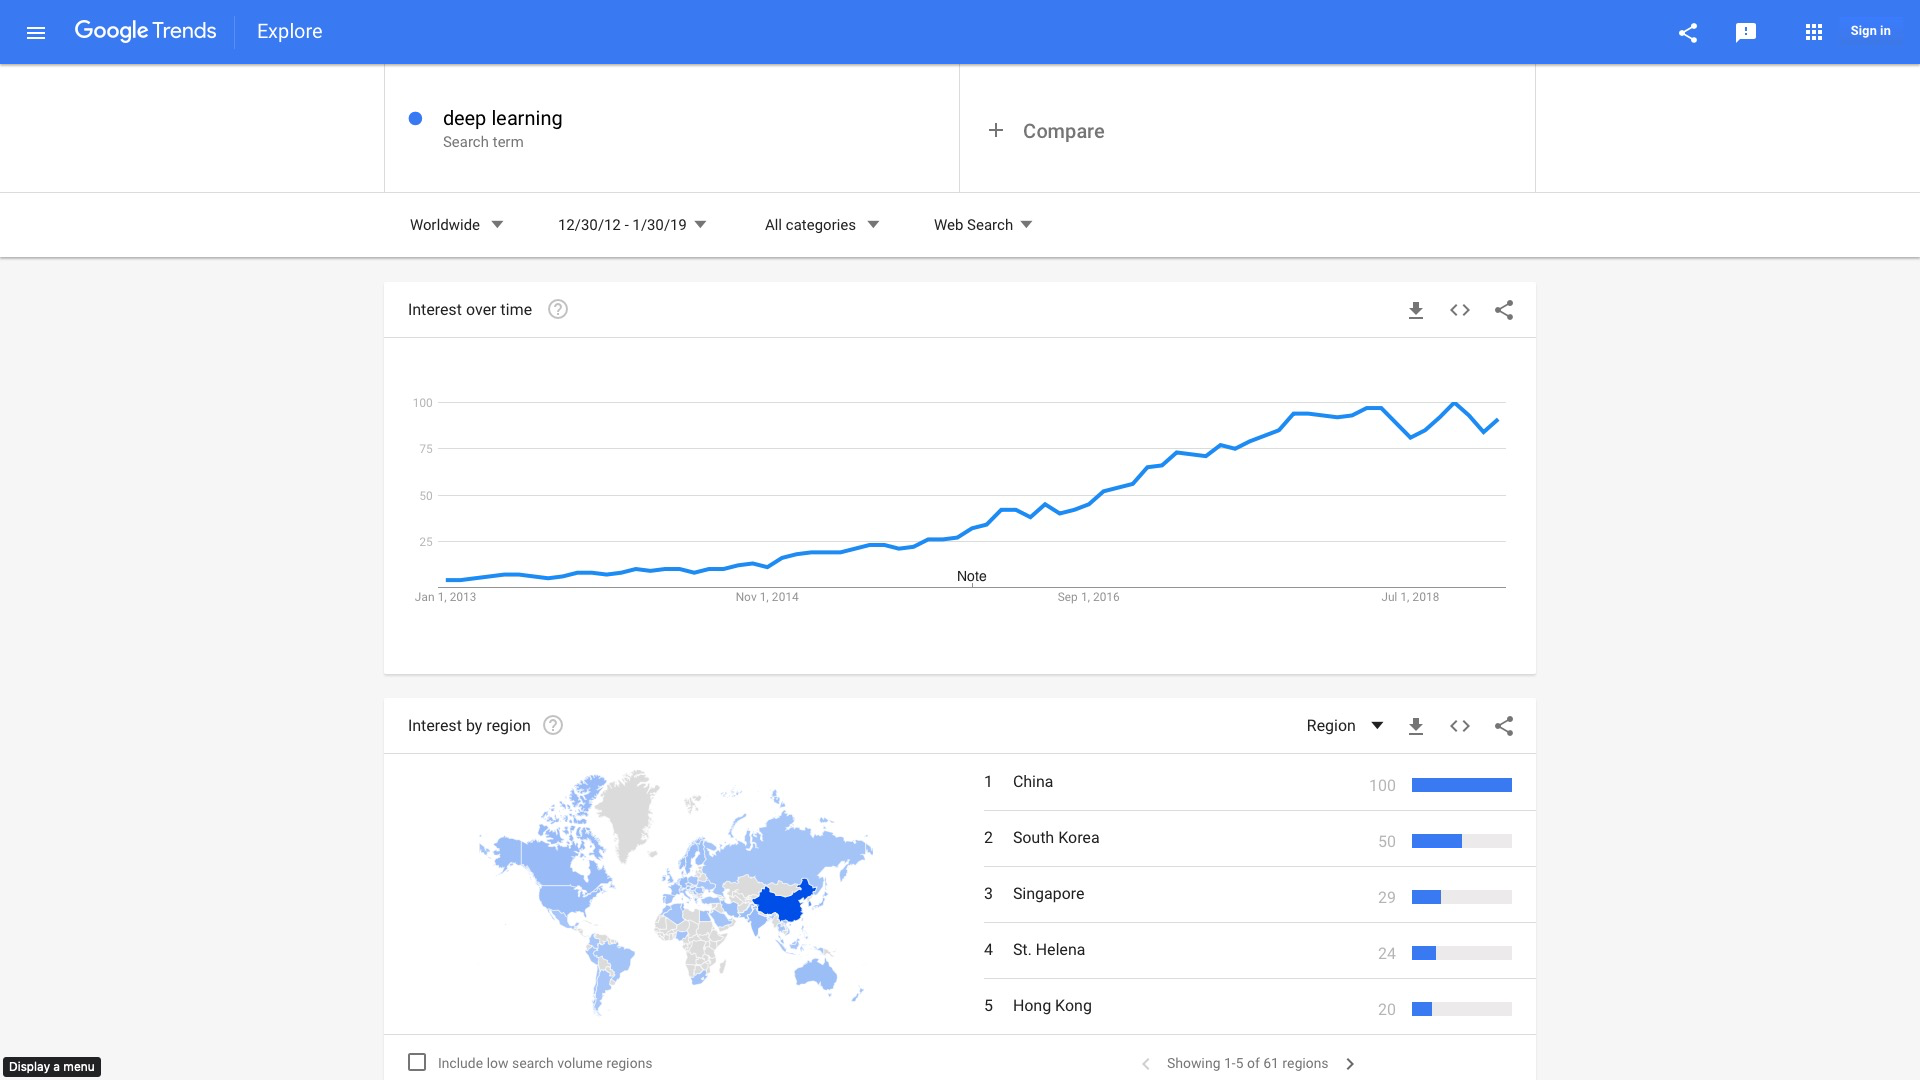 Google Trends Explore Sign in
deep learning
Search term
+ Compare
Worldwide 12/30/12 - 1/30/19 All categories Web Search
Interest over time ?
100
75
50
25
Note
Jan 1, 2013 Nov 1, 2014 Sep 1, 2016 Jul 1, 2018
Interest by region ? Region
1 China 100
2 South Korea 50
3 Singapore 29
4 St. Helena 24
5 Hong Kong 20
Include low search volume regions Showing 1-5 of 61 regions
Display a menu